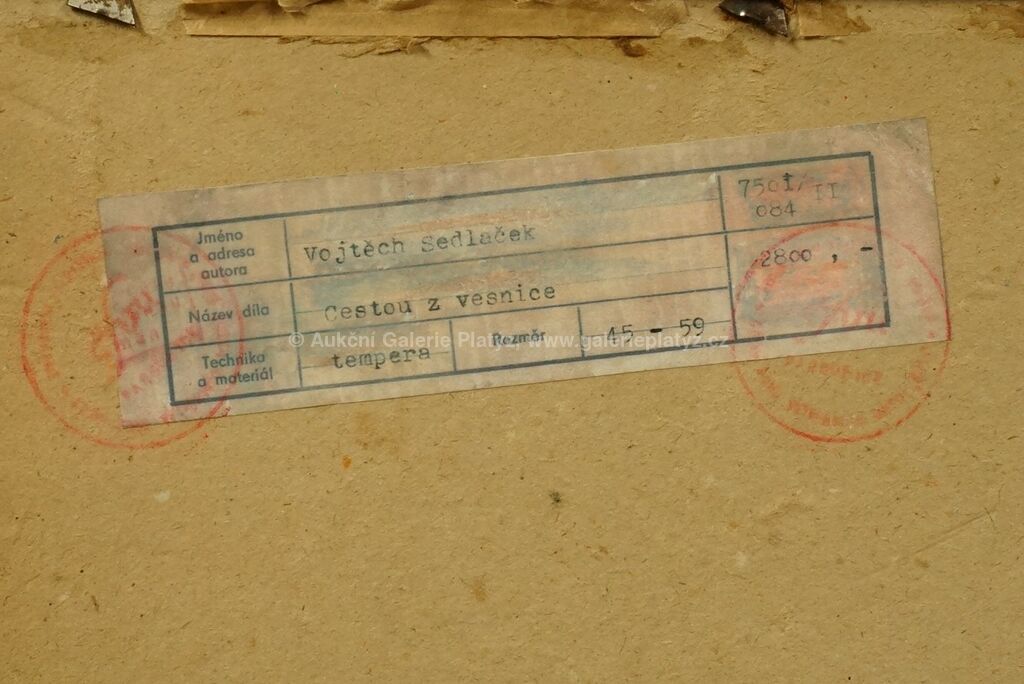 Jméno
a adresa
autora
Vojtěch Sedlaček
7501/II
084
Název díla
Cestou z vesnice
2800,-
Technika
a materiál
tempera
Rozměr
45 - 59
© Aukční Galerie Platýz, www.galerieplatyz.cz